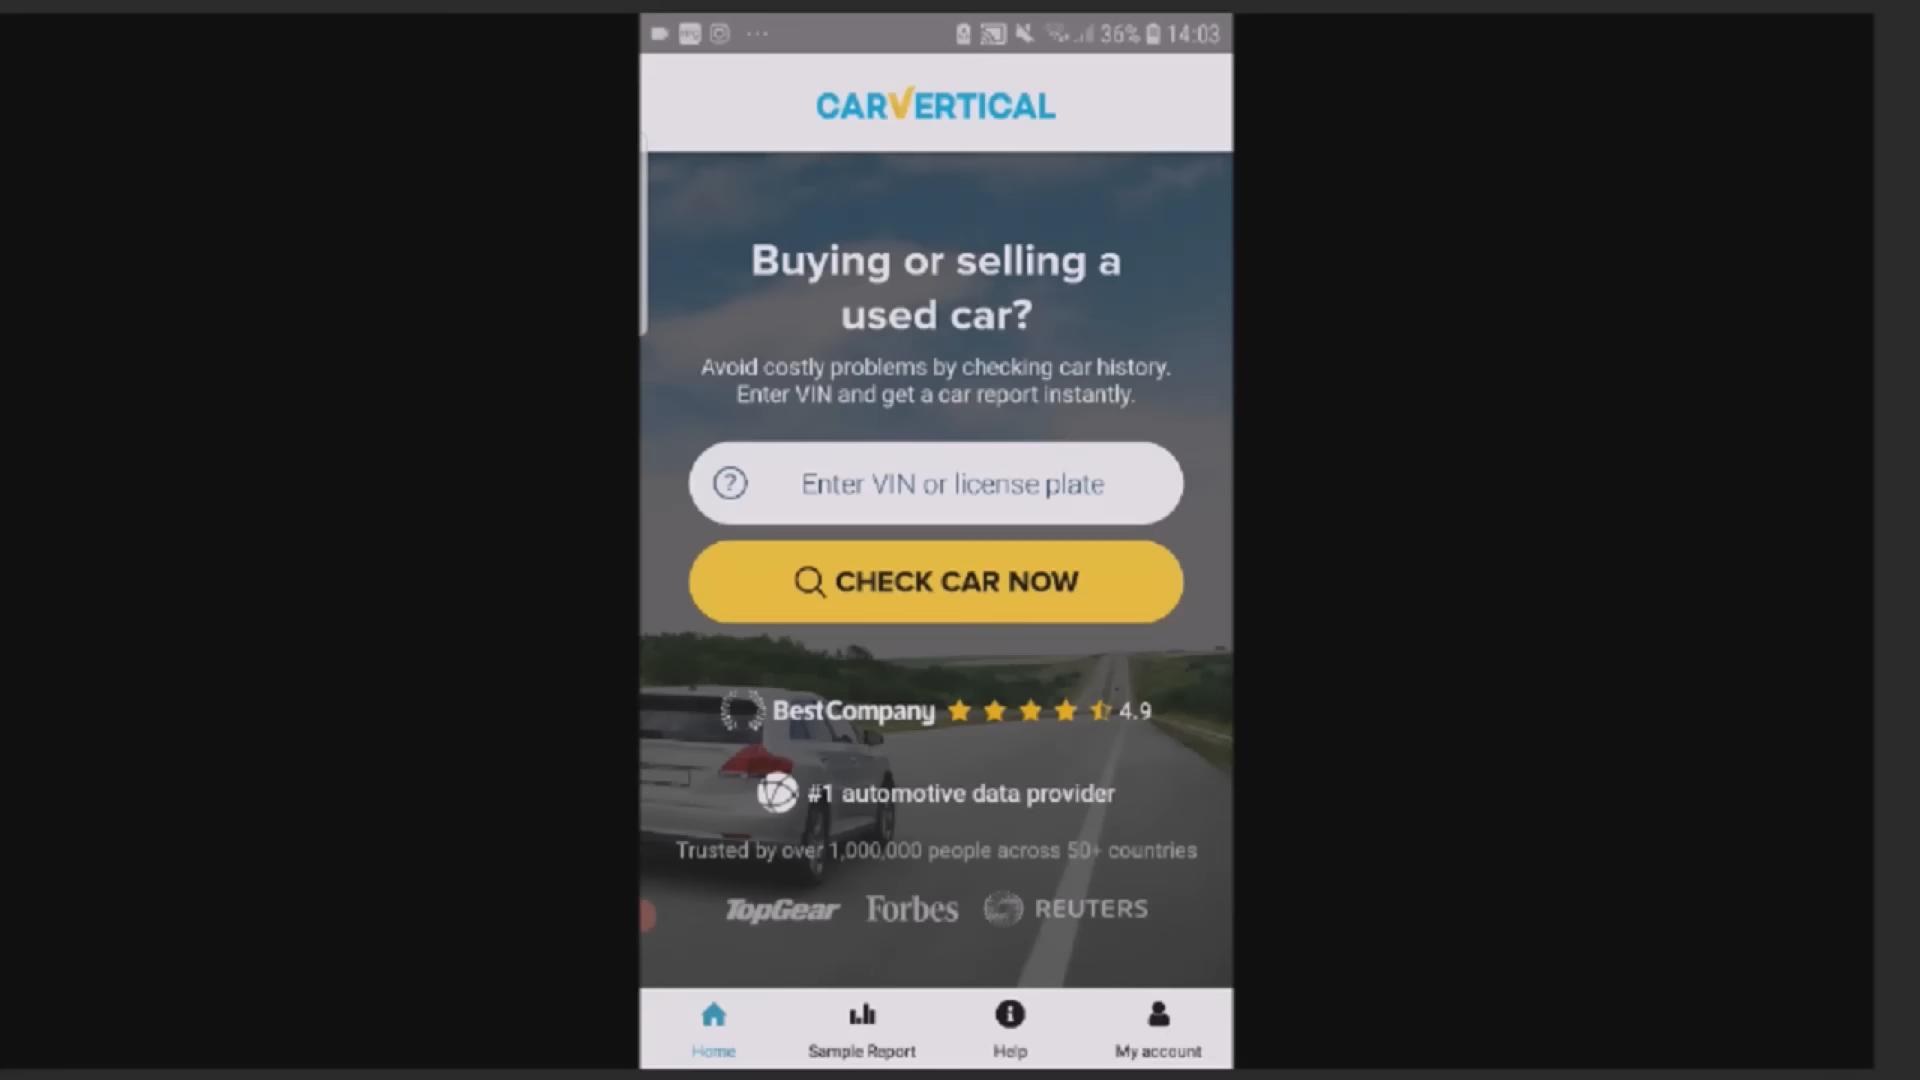 36% 14:03
CARVERTICAL
Buying or selling a
used car?
Avoid costly problems by checking car history.
Enter VIN and get a car report instantly.
? Enter VIN or license plate
CHECK CAR NOW
BestCompany 4.9
#1 automotive data provider
Trusted by over 1,000,000 people across 50+ countries
TopGear Forbes REUTERS
Home Sample Report Help My account